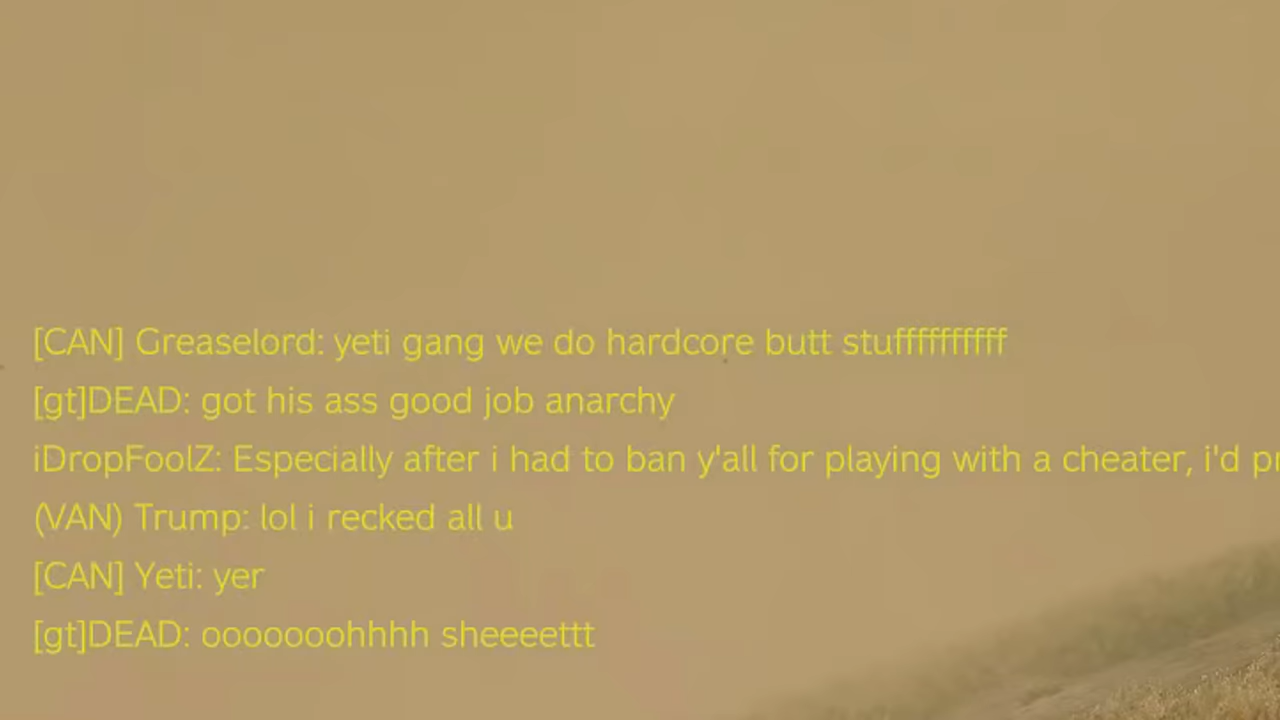 [CAN] Greaselord: yeti gang we do hardcore butt stuffffffffff
[gt]DEAD: got his ass good job anarchy
iDropFoolZ: Especially after i had to ban y'all for playing with a cheater, i'd
(VAN) Trump: lol i recked all u
[CAN] Yeti: yer
[gt]DEAD: ooooooohhhh sheeeettt